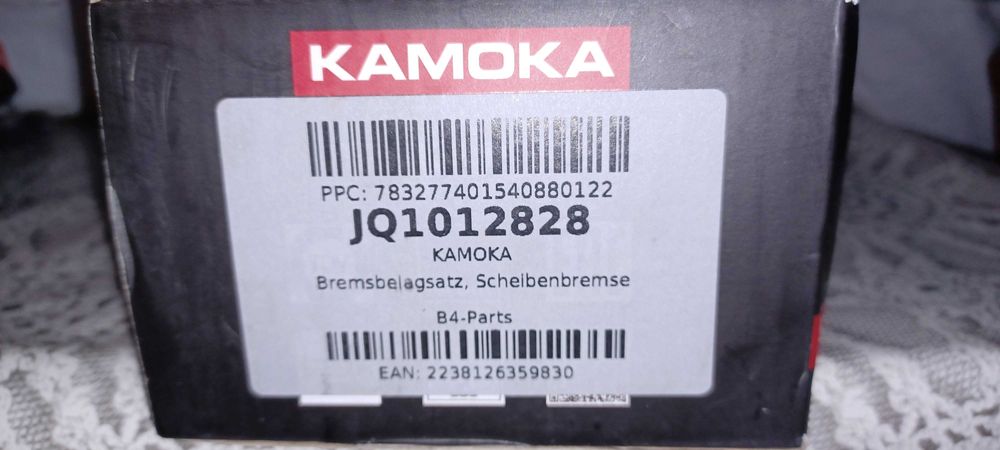 KAMOKA
PPC: 783277401540880122
JQ1012828
KAMOKA
Bremsbelagsatz, Scheibenbremse
B4-Parts
EAN: 2238126359830